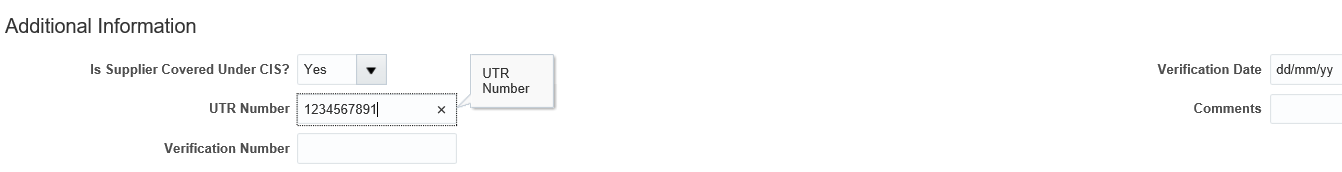 Additional Information
Is Supplier Covered Under CIS? Yes
UTR Number
Verification Date dd/mm/yy
UTR Number 1234567891 ×
Comments
Verification Number